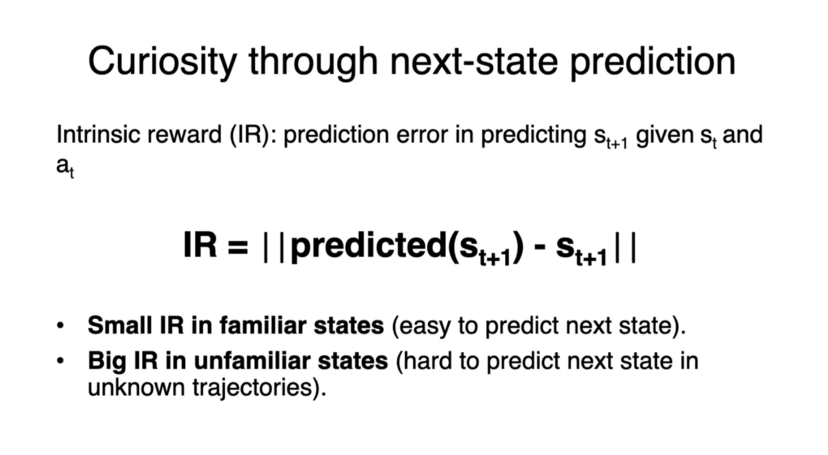 Curiosity through next-state prediction
Intrinsic reward (IR): prediction error in predicting s_{t+1} given s_t and
a_t
IR = ||predicted(s_{t+1}) - s_{t+1}||
• Small IR in familiar states (easy to predict next state).
• Big IR in unfamiliar states (hard to predict next state in
unknown trajectories).